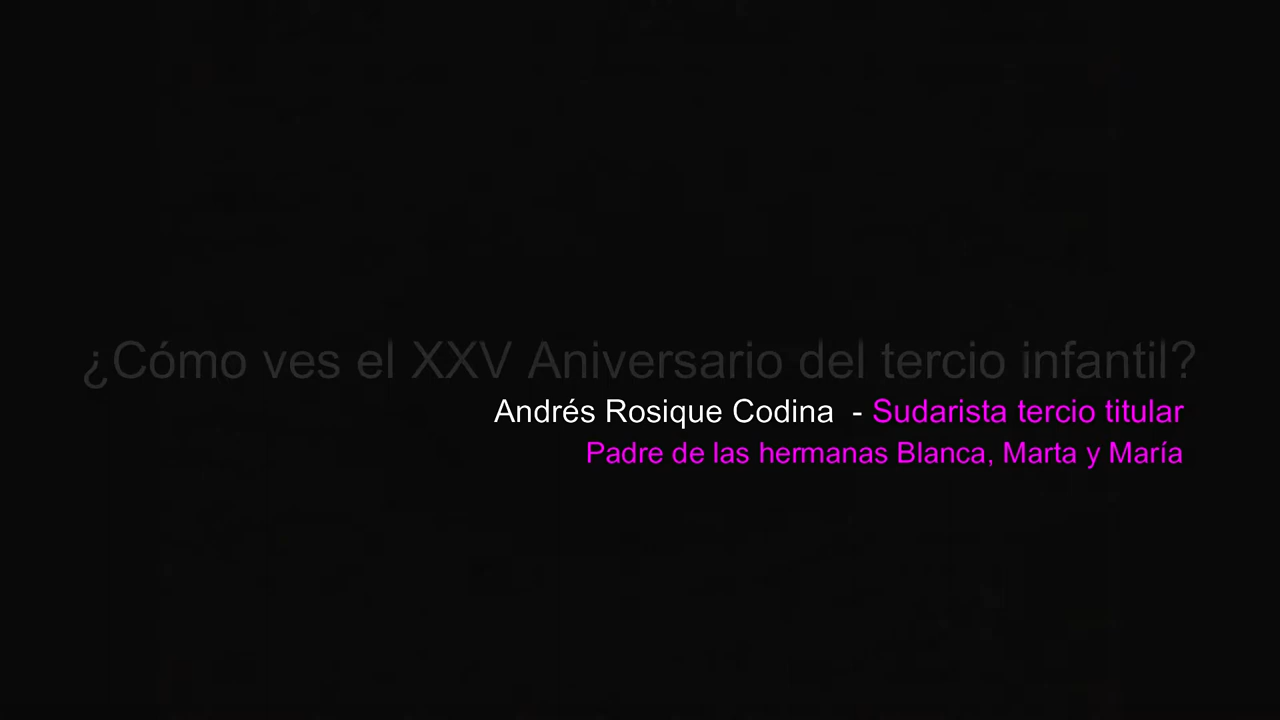 ¿Cómo ves el XXV Aniversario del tercio infantil?
Andrés Rosique Codina - Sudarista tercio titular
Padre de las hermanas Blanca, Marta y María